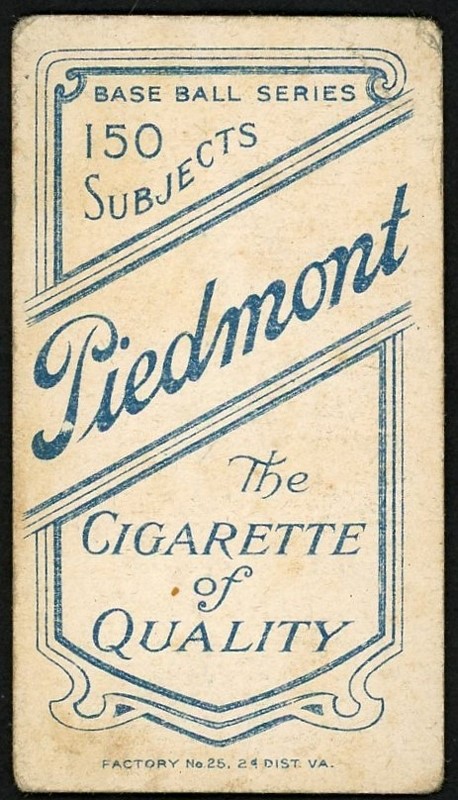 BASE BALL SERIES
150
SUBJECTS
Piedmont
The
CIGARETTE
of
QUALITY
FACTORY No. 25, 2d DIST. VA.